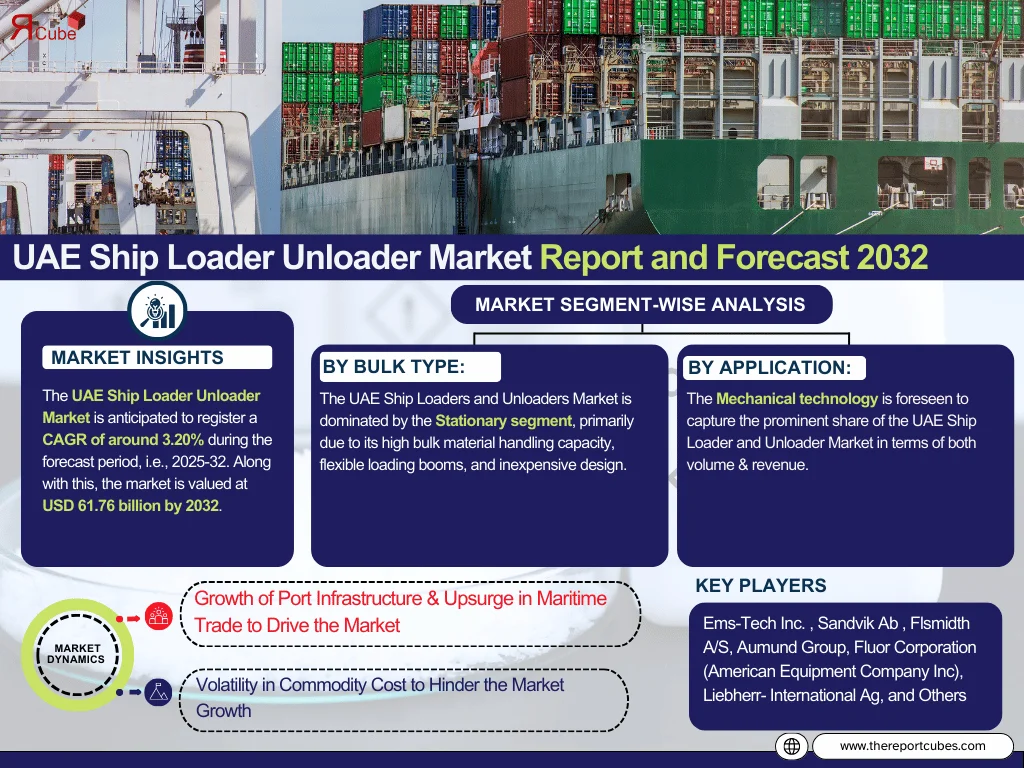 ЯCube
UAE Ship Loader Unloader Market Report and Forecast 2032
MARKET SEGMENT-WISE ANALYSIS
MARKET INSIGHTS
The UAE Ship Loader Unloader
Market is anticipated to register a
CAGR of around 3.20% during the
forecast period, i.e., 2025-32. Along
with this, the market is valued at
USD 61.76 billion by 2032.
BY BULK TYPE:
The UAE Ship Loaders and Unloaders Market is
dominated by the Stationary segment, primarily
due to its high bulk material handling capacity,
flexible loading booms, and inexpensive design.
BY APPLICATION:
The Mechanical technology is foreseen to
capture the prominent share of the UAE Ship
Loader and Unloader Market in terms of both
volume & revenue.
MARKET
DYNAMICS
Growth of Port Infrastructure & Upsurge in Maritime
Trade to Drive the Market
Volatility in Commodity Cost to Hinder the Market
Growth
KEY PLAYERS
Ems-Tech Inc. , Sandvik Ab , Flsmidth
A/S, Aumund Group, Fluor Corporation
(American Equipment Company Inc),
Liebherr- International Ag, and Others
www.thereportcubes.com